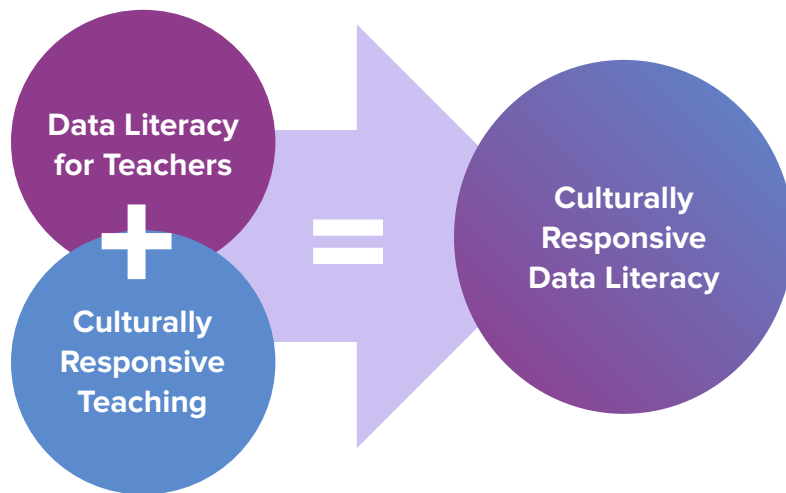 Data Literacy
for Teachers
+
Culturally
Responsive
Teaching
=
Culturally
Responsive
Data Literacy